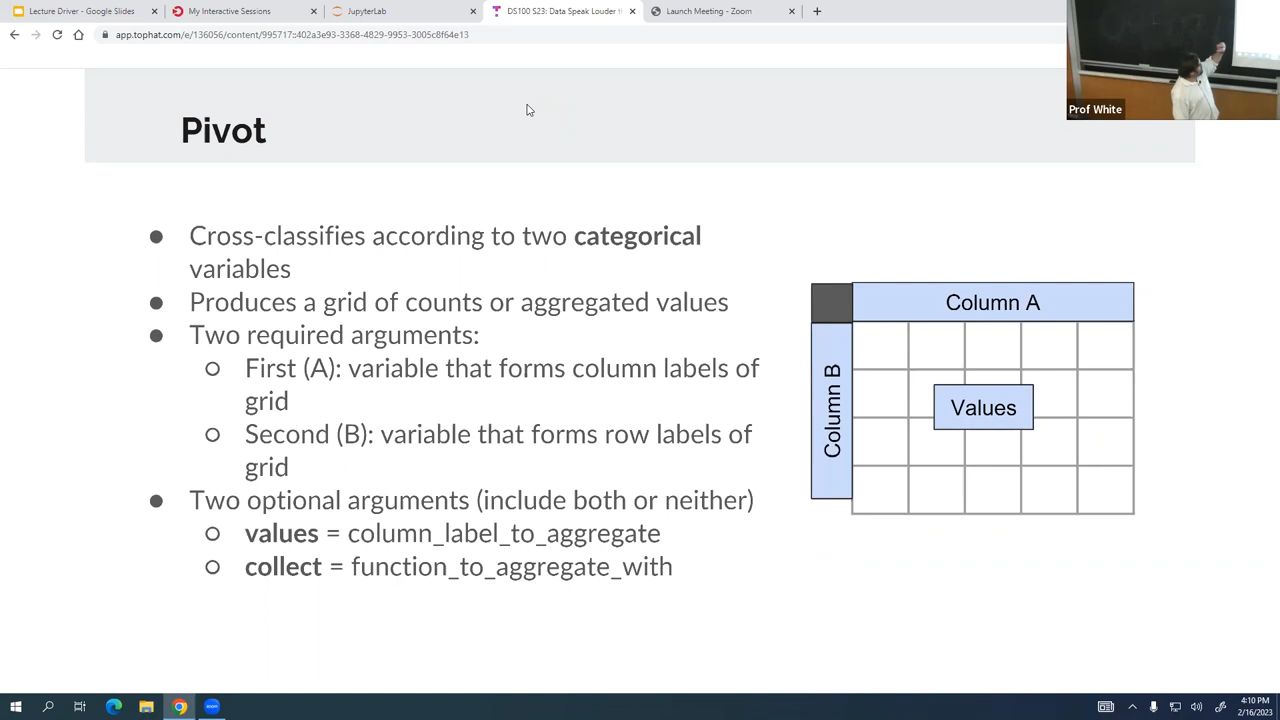 Lecture Driver - Google Slides
My Interactive Sessions
JupyterLab
DS100 S23: Data Speak Louder t
Launch Meeting - Zoom
app.tophat.com/e/136056/content/995717::402a3e93-3368-4829-9953-3005c8f64e13
Prof White
Pivot
● Cross-classifies according to two categorical
variables
● Produces a grid of counts or aggregated values
● Two required arguments:
○ First (A): variable that forms column labels of
grid
○ Second (B): variable that forms row labels of
grid
● Two optional arguments (include both or neither)
○ values = column_label_to_aggregate
○ collect = function_to_aggregate_with
Column A
Column B
Values
4:10 PM
2/16/2023